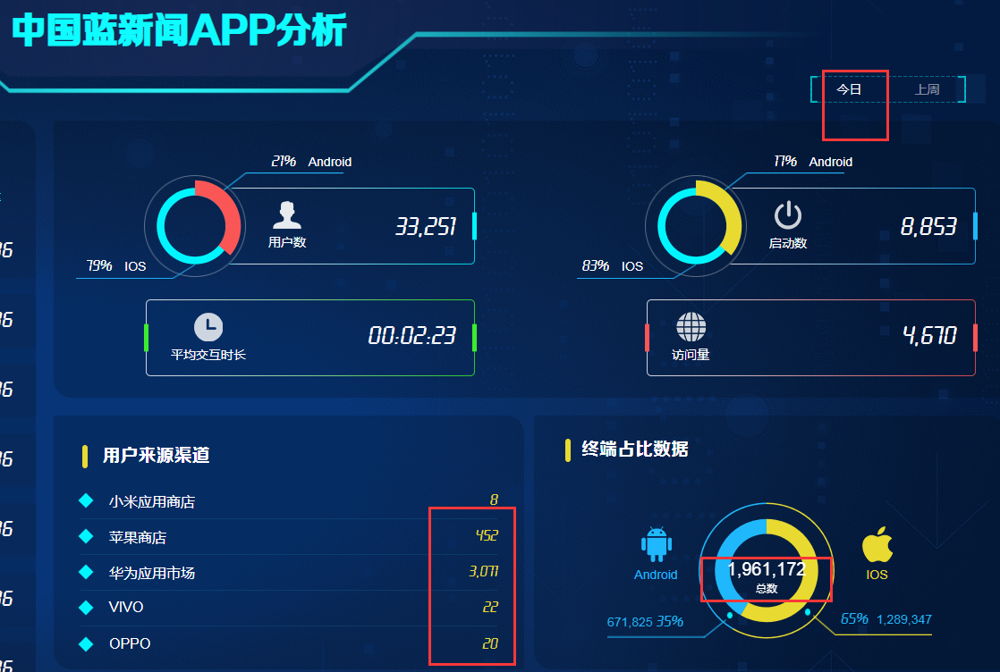 中国蓝新闻APP分析
今日 上周
21% Android
17% Android
用户数 33,251
启动数 8,853
79% IOS
83% IOS
平均交互时长 00:02:23
访问量 4,670
用户来源渠道
小米应用商店 8
苹果商店 452
华为应用市场 3,071
VIVO 22
OPPO 20
终端占比数据
1,961,172
总数
Android
IOS
671,825 35%
65% 1,289,347